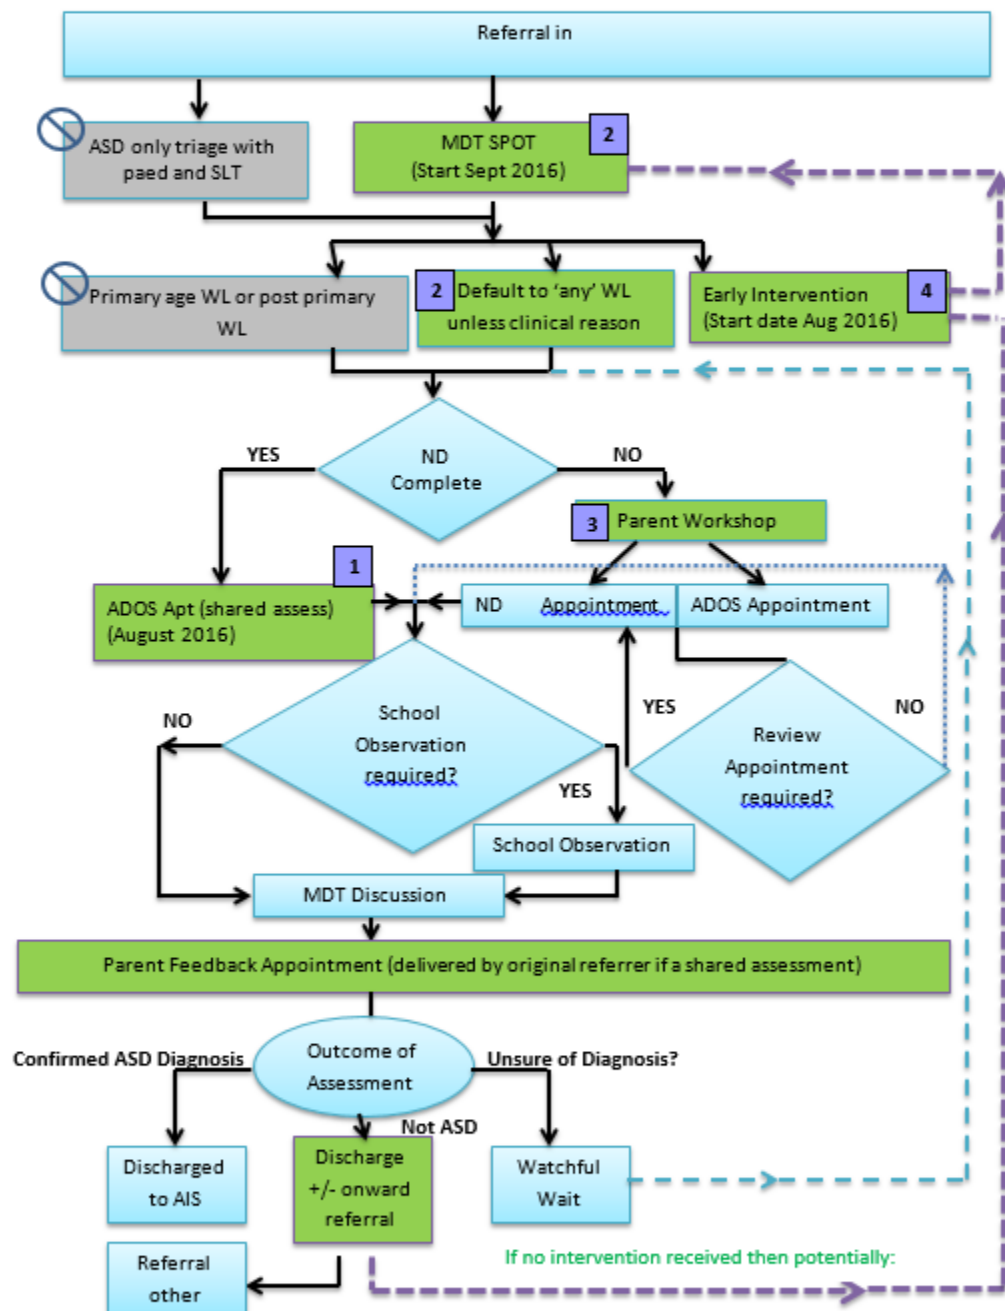 Referral in
ASD only triage with
paed and SLT
MDT SPOT
(Start Sept 2016)
2
Primary age WL or post primary
WL
2
Default to ‘any’ WL
unless clinical reason
Early Intervention
(Start date Aug 2016)
4
ND
Complete
YES
NO
3
Parent Workshop
1
ADOS Apt (shared assess)
(August 2016)
ND Appointment
ADOS Appointment
School
Observation
required?
NO
YES
Review
Appointment
required?
YES
NO
School Observation
MDT Discussion
Parent Feedback Appointment (delivered by original referrer if a shared assessment)
Outcome of
Assessment
Confirmed ASD Diagnosis
Unsure of Diagnosis?
Not ASD
Discharged
to AIS
Discharge
+/- onward
referral
Watchful
Wait
Referral
other
If no intervention received then potentially: